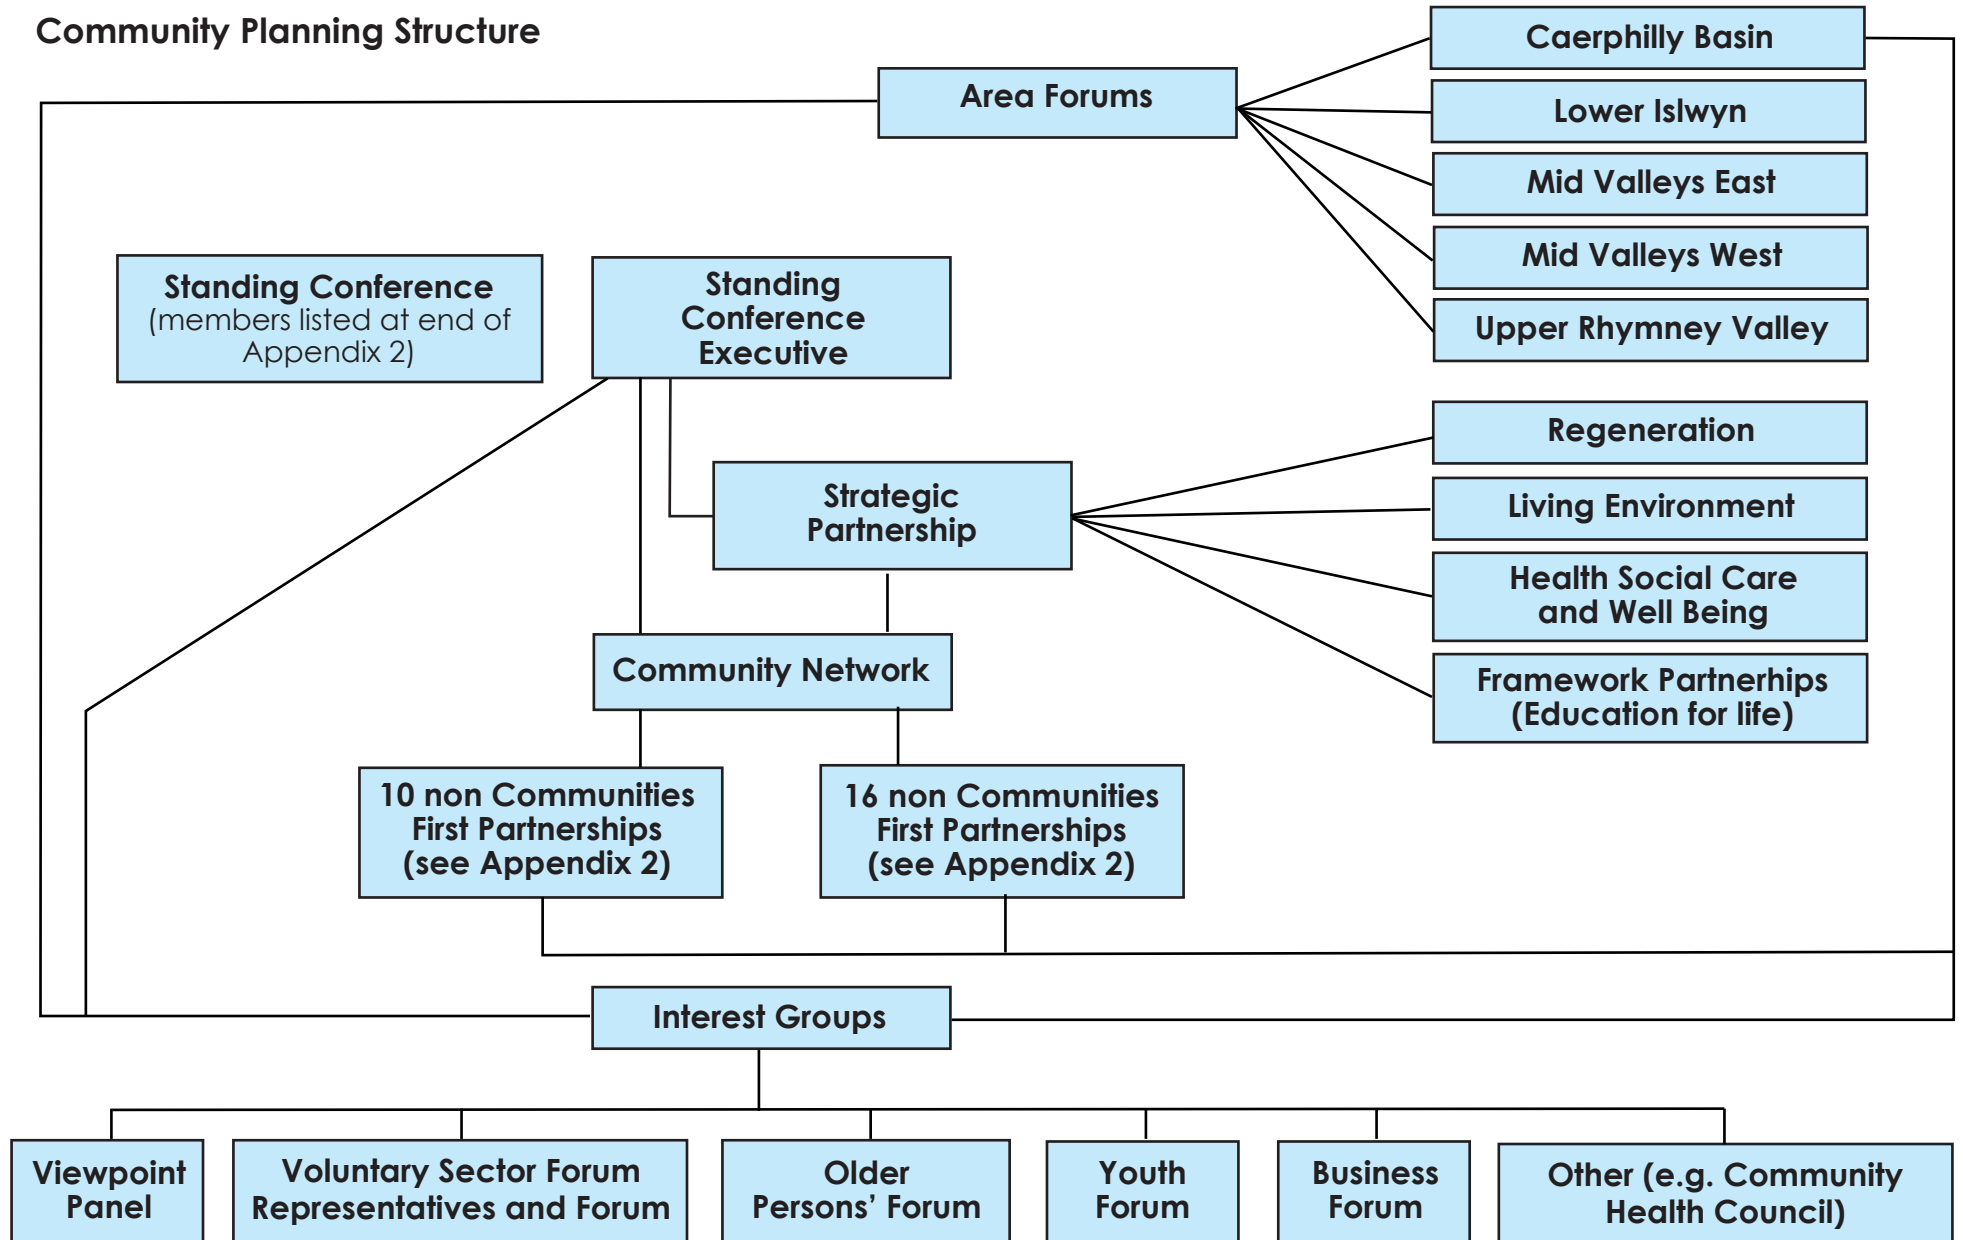 Community Planning Structure
Area Forums
Caerphilly Basin
Lower Islwyn
Mid Valleys East
Mid Valleys West
Upper Rhymney Valley
Standing Conference
(members listed at end of
Appendix 2)
Standing
Conference
Executive
Strategic
Partnership
Regeneration
Living Environment
Health Social Care
and Well Being
Framework Partnerhips
(Education for life)
Community Network
10 non Communities
First Partnerships
(see Appendix 2)
16 non Communities
First Partnerships
(see Appendix 2)
Interest Groups
Viewpoint
Panel
Voluntary Sector Forum
Representatives and Forum
Older
Persons’ Forum
Youth
Forum
Business
Forum
Other (e.g. Community
Health Council)